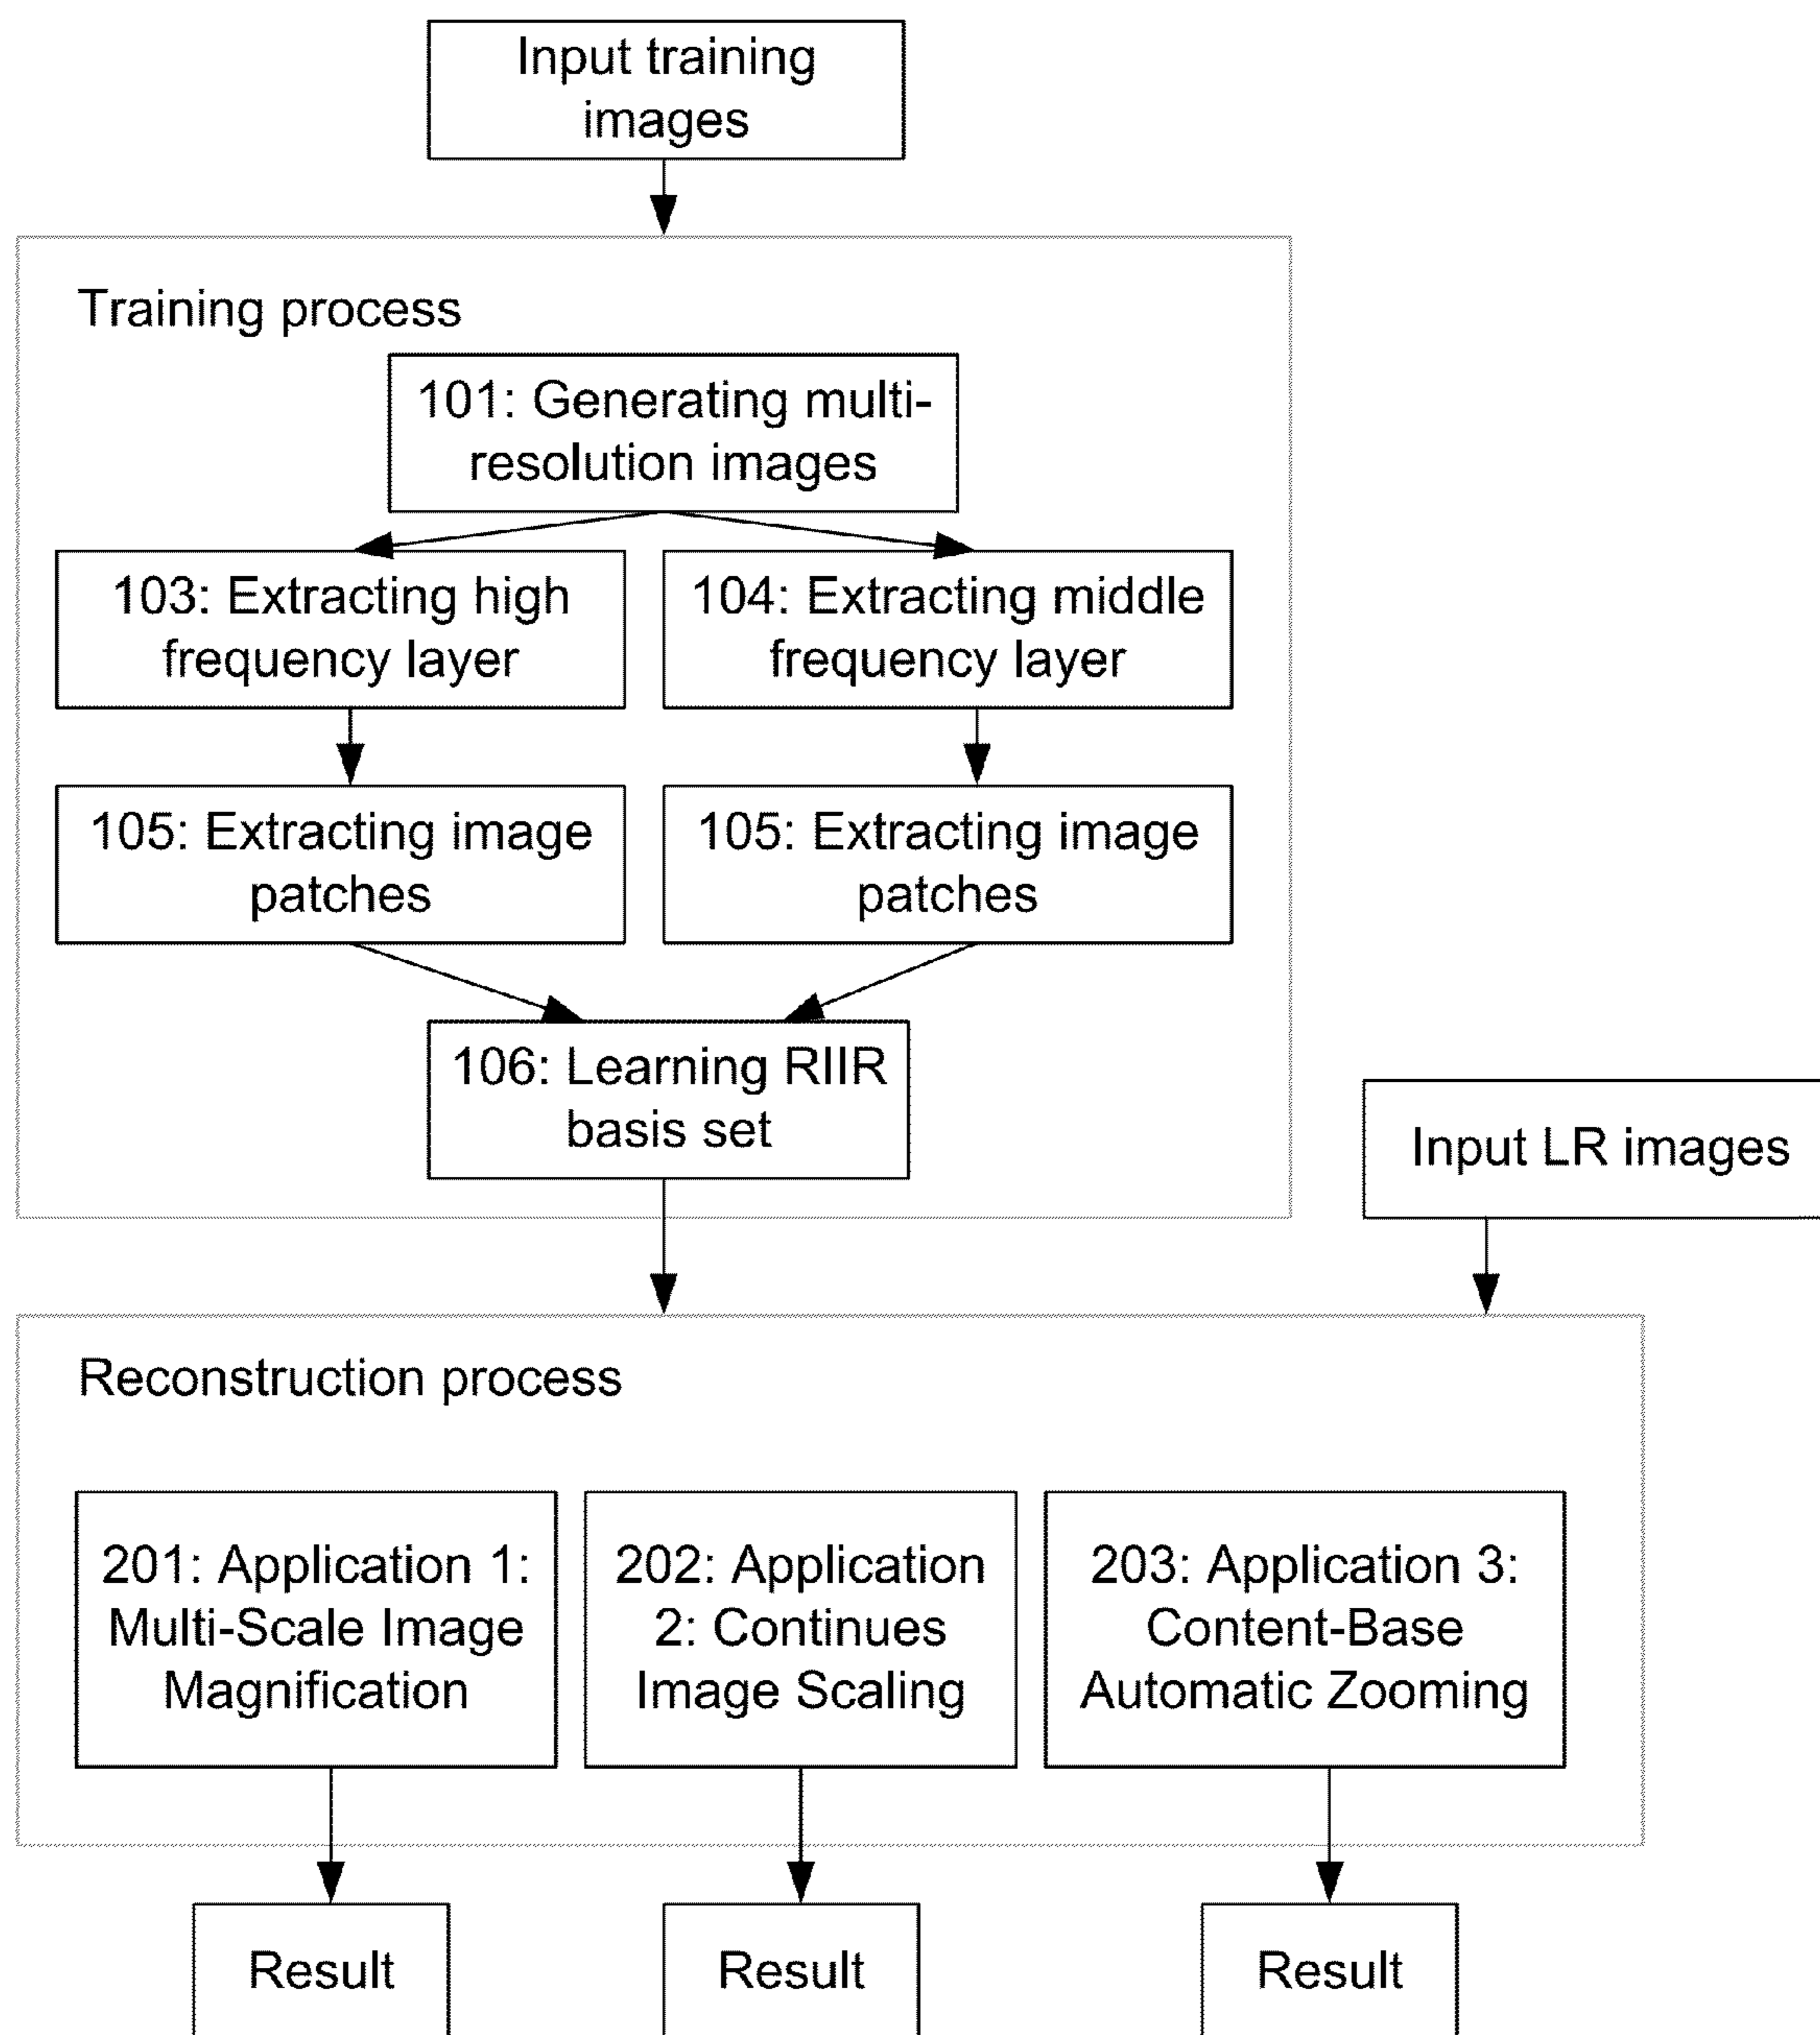 Input training
images
Training process
101: Generating multi-
resolution images
103: Extracting high
frequency layer
104: Extracting middle
frequency layer
105: Extracting image
patches
105: Extracting image
patches
106: Learning RIIR
basis set
Input LR images
Reconstruction process
201: Application 1:
Multi-Scale Image
Magnification
202: Application
2: Continues
Image Scaling
203: Application 3:
Content-Base
Automatic Zooming
Result
Result
Result